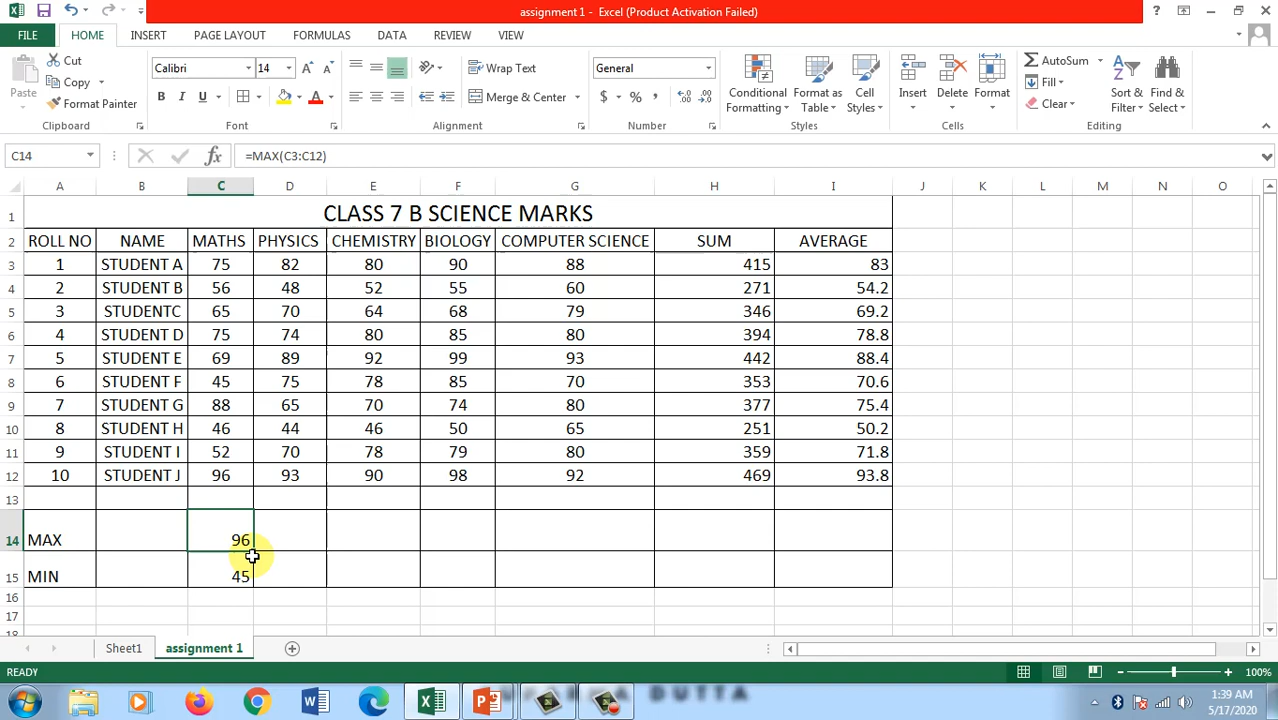 assignment 1 - Excel (Product Activation Failed)
FILE HOME INSERT PAGE LAYOUT FORMULAS DATA REVIEW VIEW
Paste Cut Copy Format Painter Clipboard
Calibri 14 B I U A A A Font
Wrap Text Merge & Center Alignment
General $ % , Number
Conditional Formatting Format as Table Cell Styles Styles
Insert Delete Format Cells
AutoSum Fill Clear Sort & Filter Find & Select Editing
C14 fx =MAX(C3:C12)
A B C D E F G H I J K L M N O
1 CLASS 7 B SCIENCE MARKS
2 ROLL NO NAME MATHS PHYSICS CHEMISTRY BIOLOGY COMPUTER SCIENCE SUM AVERAGE
3 1 STUDENT A 75 82 80 90 88 415 83
4 2 STUDENT B 56 48 52 55 60 271 54.2
5 3 STUDENTC 65 70 64 68 79 346 69.2
6 4 STUDENT D 75 74 80 85 80 394 78.8
7 5 STUDENT E 69 89 92 99 93 442 88.4
8 6 STUDENT F 45 75 78 85 70 353 70.6
9 7 STUDENT G 88 65 70 74 80 377 75.4
10 8 STUDENT H 46 44 46 50 65 251 50.2
11 9 STUDENT I 52 70 78 79 80 359 71.8
12 10 STUDENT J 96 93 90 98 92 469 93.8
13
14 MAX 96
15 MIN 45
16
17
18
Sheet1 assignment 1
READY 100%
DUTTA
1:39 AM
5/17/2020